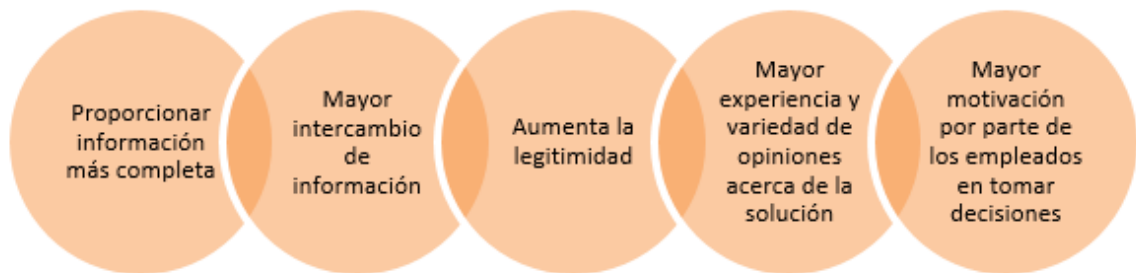 Proporcionar
información
más completa
Mayor
intercambio
de
información
Aumenta la
legitimidad
Mayor
experiencia y
variedad de
opiniones
acerca de la
solución
Mayor
motivación
por parte de
los empleados
en tomar
decisiones